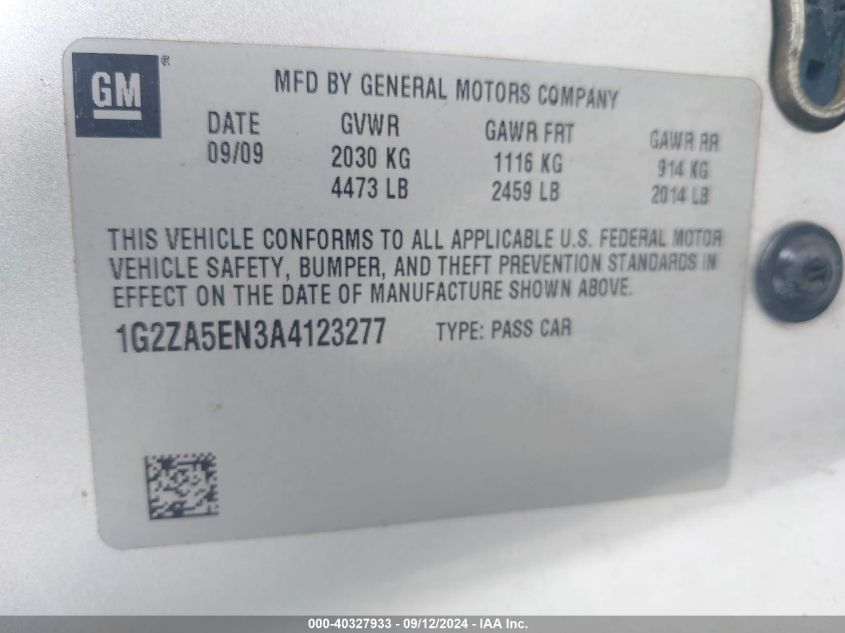 GM ®
MFD BY GENERAL MOTORS COMPANY
DATE GVWR GAWR FRT GAWR RR
09/09 2030 KG 1116 KG 914 KG
4473 LB 2459 LB 2014 LB
THIS VEHICLE CONFORMS TO ALL APPLICABLE U.S. FEDERAL MOTOR
VEHICLE SAFETY, BUMPER, AND THEFT PREVENTION STANDARDS IN
EFFECT ON THE DATE OF MANUFACTURE SHOWN ABOVE.
1G2ZA5EN3A4123277 TYPE: PASS CAR
000-40327933 - 09/12/2024 - IAA Inc.